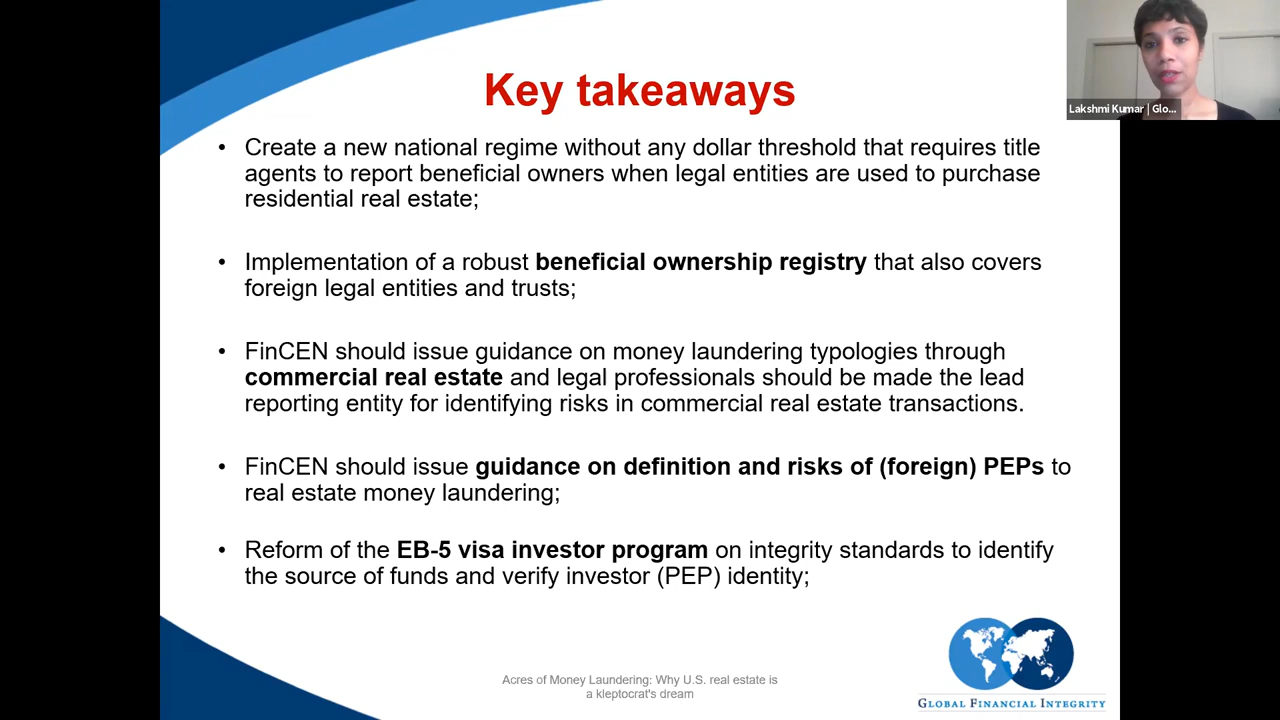 Key takeaways
Lakshmi Kumar | Glo...
• Create a new national regime without any dollar threshold that requires title
agents to report beneficial owners when legal entities are used to purchase
residential real estate;
• Implementation of a robust beneficial ownership registry that also covers
foreign legal entities and trusts;
• FinCEN should issue guidance on money laundering typologies through
commercial real estate and legal professionals should be made the lead
reporting entity for identifying risks in commercial real estate transactions.
• FinCEN should issue guidance on definition and risks of (foreign) PEPs to
real estate money laundering;
• Reform of the EB-5 visa investor program on integrity standards to identify
the source of funds and verify investor (PEP) identity;
Acres of Money Laundering: Why U.S. real estate is
a kleptocrat's dream
GLOBAL FINANCIAL INTEGRITY